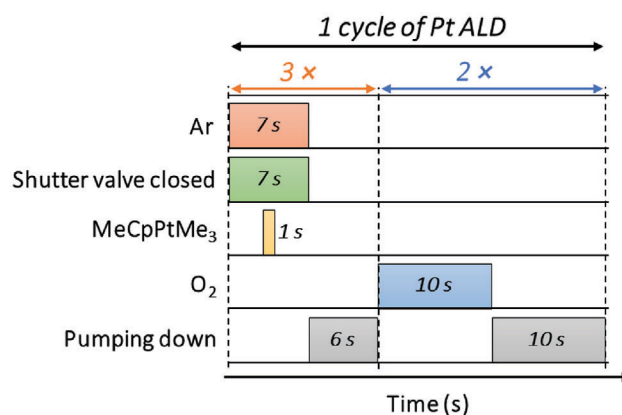 1 cycle of Pt ALD
3 × 2 ×
Ar 7 s
Shutter valve closed 7 s
MeCpPtMe₃ 1 s
O₂ 10 s
Pumping down 6 s 10 s
Time (s)